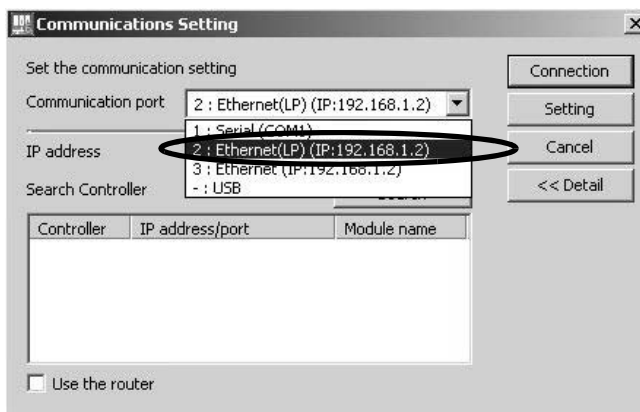 Communications Setting
Set the communication setting
Connection
Communication port 2 : Ethernet(LP) (IP:192.168.1.2)
Setting
1 : Serial (COM1)
IP address 2 : Ethernet(LP) (IP:192.168.1.2)
Cancel
3 : Ethernet (IP:192.168.1.2)
Search Controller - : USB
<< Detail
Controller IP address/port Module name
Use the router